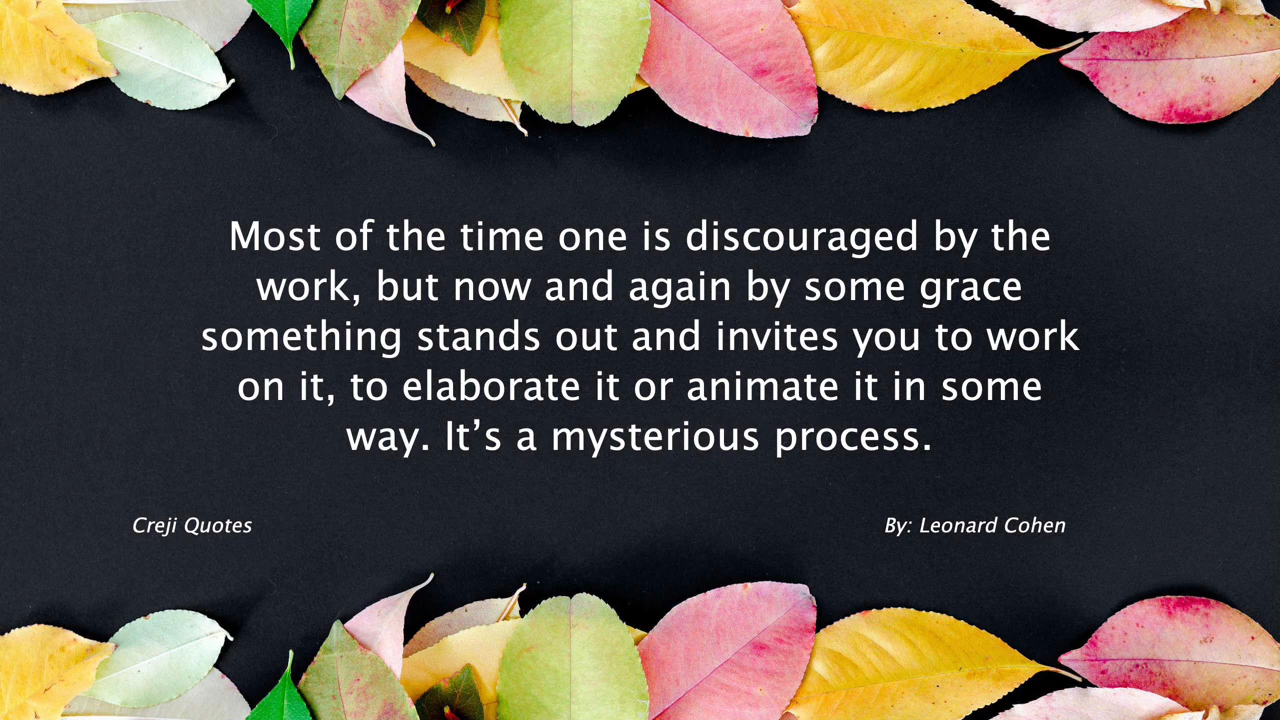 Most of the time one is discouraged by the
work, but now and again by some grace
something stands out and invites you to work
on it, to elaborate it or animate it in some
way. It’s a mysterious process.
Creji Quotes
By: Leonard Cohen